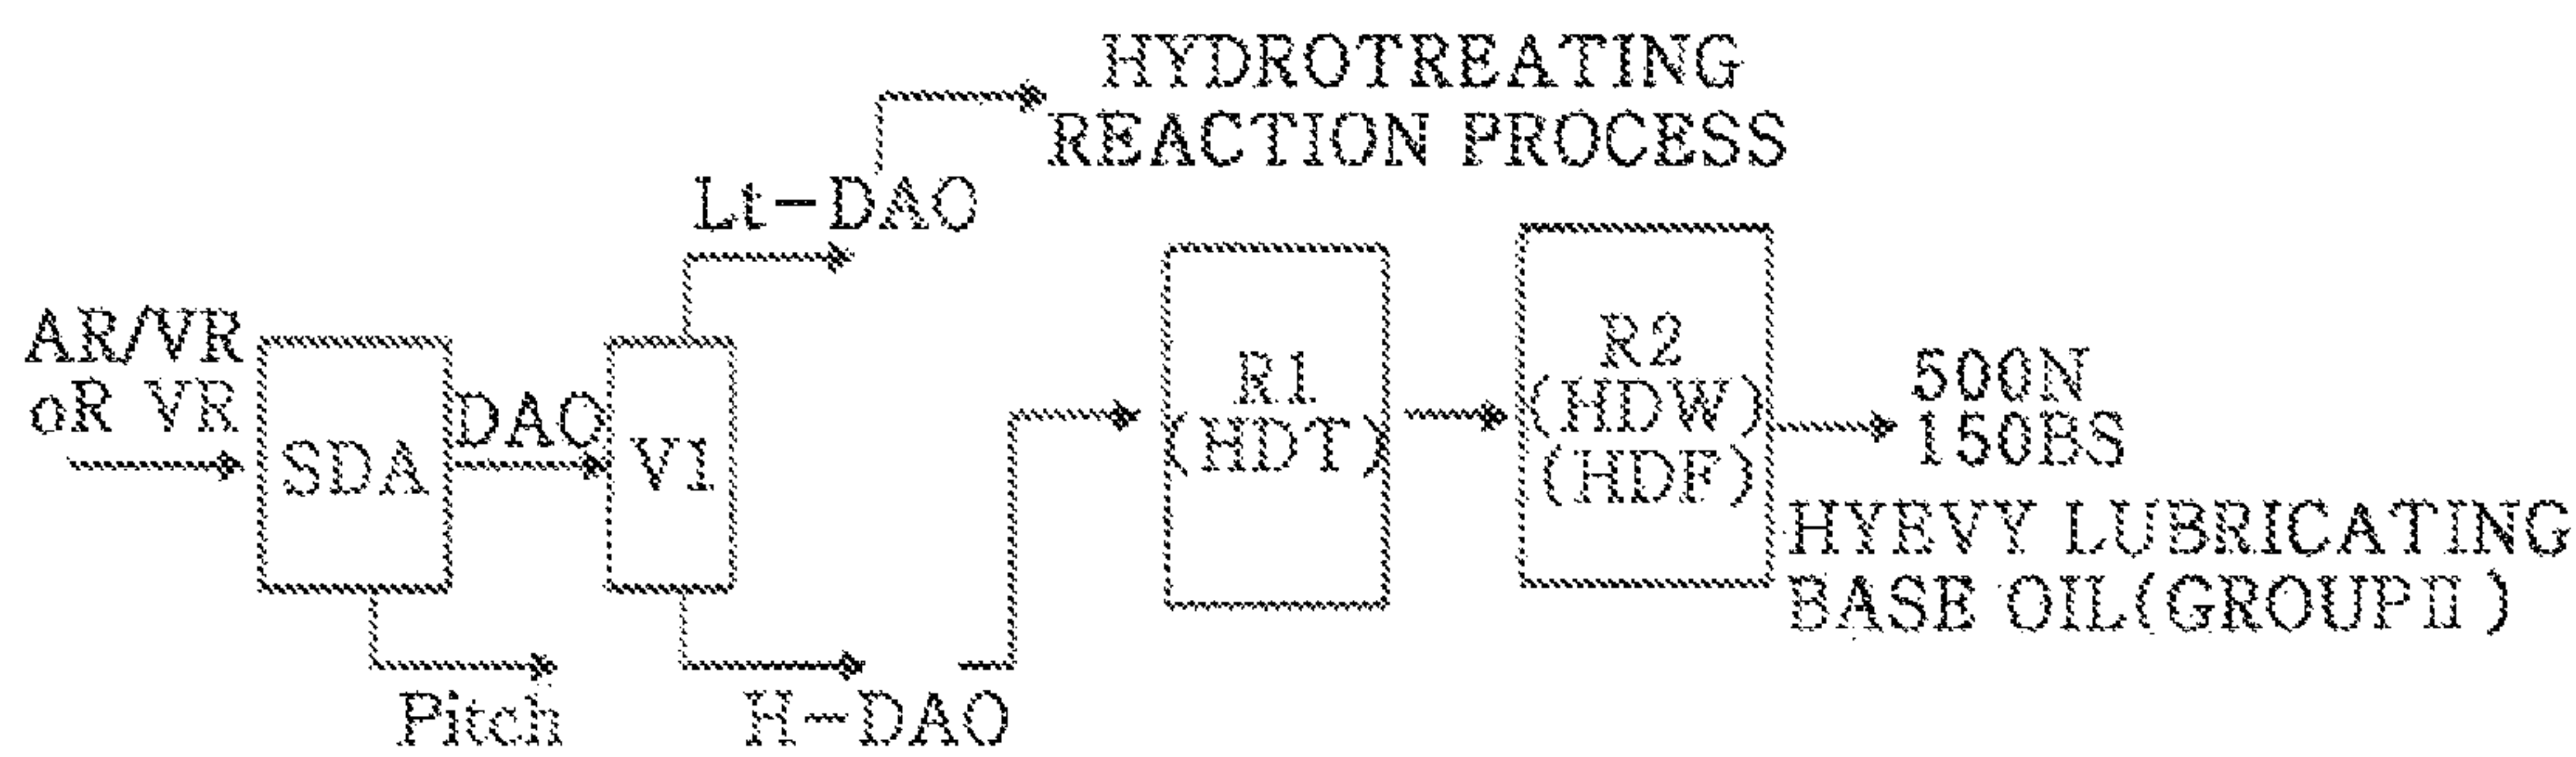 HYDROTREATING
REACTION PROCESS
Lt-DAO
AR/VR
oR VR
SDA
DAO
V1
Pitch
H-DAO
R1
(HDT)
R2
(HDW)
(HDF)
500N
150BS
HYEVY LUBRICATING
BASE OIL(GROUPⅡ)